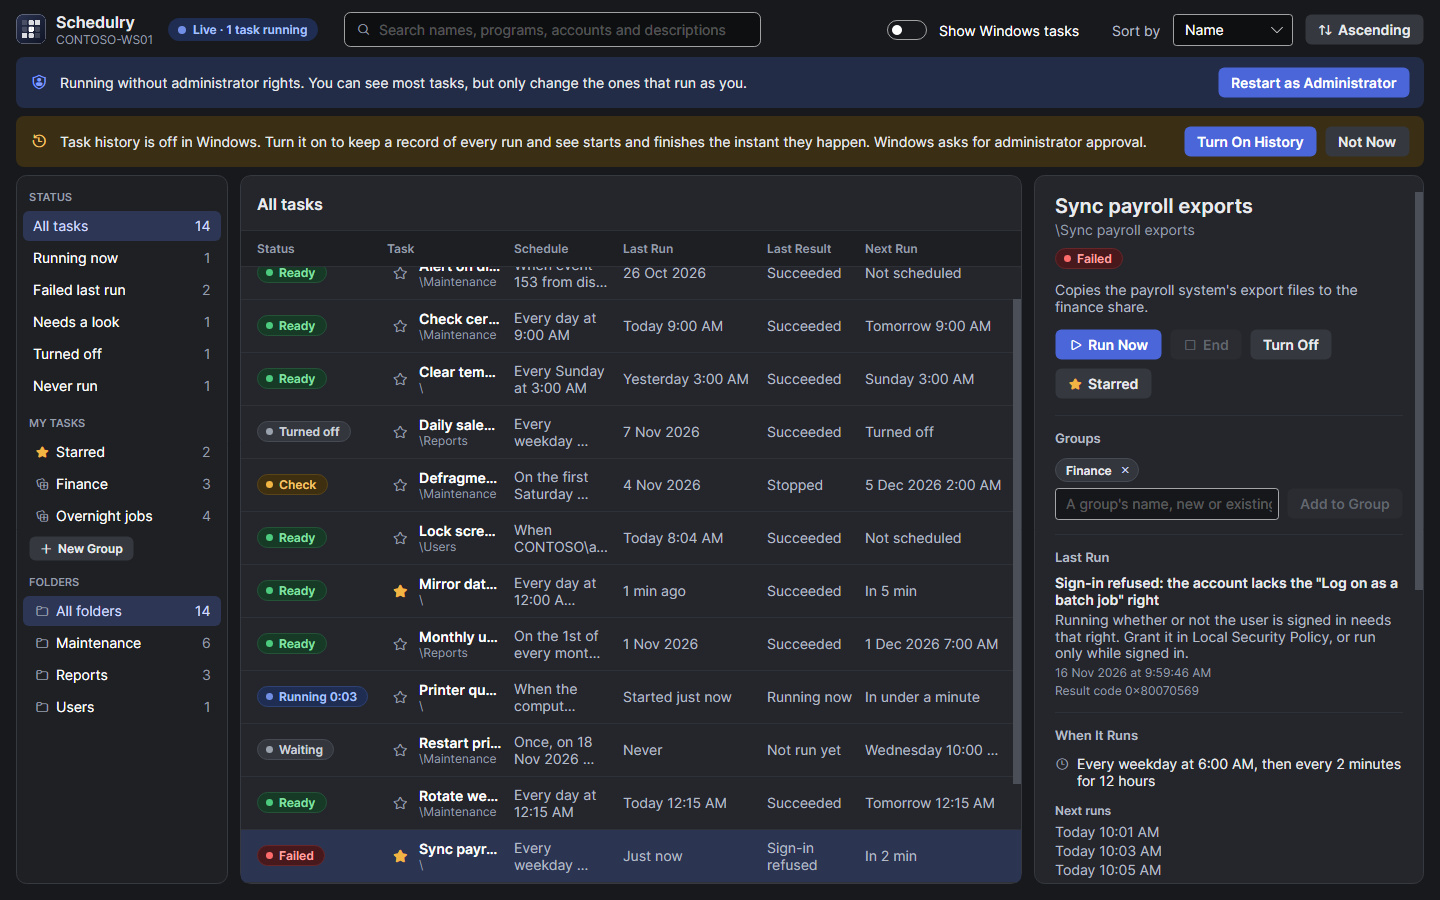 Schedulry
CONTOSO-WS01
Live · 1 task running
Search names, programs, accounts and descriptions
Show Windows tasks
Sort by
Name
Ascending
Running without administrator rights. You can see most tasks, but only change the ones that run as you.
Restart as Administrator
Task history is off in Windows. Turn it on to keep a record of every run and see starts and finishes the instant they happen. Windows asks for administrator approval.
Turn On History
Not Now
STATUS
All tasks 14
Running now 1
Failed last run 2
Needs a look 1
Turned off 1
Never run 1
MY TASKS
Starred 2
Finance 3
Overnight jobs 4
New Group
FOLDERS
All folders 14
Maintenance 6
Reports 3
Users 1
All tasks
Status Task Schedule Last Run Last Result Next Run
Ready Alert on di... When event 26 Oct 2026 Succeeded Not scheduled
\Maintenance 153 from dis...
Ready Check cer... Every day at Today 9:00 AM Succeeded Tomorrow 9:00 AM
\Maintenance 9:00 AM
Ready Clear tem... Every Sunday Yesterday 3:00 AM Succeeded Sunday 3:00 AM
\ at 3:00 AM
Turned off Daily sale... Every 7 Nov 2026 Succeeded Turned off
\Reports weekday ...
Check Defragme... On the first 4 Nov 2026 Stopped 5 Dec 2026 2:00 AM
\Maintenance Saturday ...
Ready Lock scre... When Today 8:04 AM Succeeded Not scheduled
\Users CONTOSO\a...
Ready Mirror dat... Every day at 1 min ago Succeeded In 5 min
\ 12:00 A...
Ready Monthly u... On the 1st of 1 Nov 2026 Succeeded 1 Dec 2026 7:00 AM
\Reports every mont...
Running 0:03 Printer qu... When the Started just now Running now In under a minute
\ comput...
Waiting Restart pri... Once, on 18 Never Not run yet Wednesday 10:00 ...
\Maintenance Nov 2026 ...
Ready Rotate we... Every day at Today 12:15 AM Succeeded Tomorrow 12:15 AM
\Maintenance 12:15 AM
Failed Sync payr... Every Just now Sign-in In 2 min
\ weekday ... refused
Sync payroll exports
\Sync payroll exports
Failed
Copies the payroll system's export files to the
finance share.
Run Now
End
Turn Off
Starred
Groups
Finance ×
A group's name, new or existing
Add to Group
Last Run
Sign-in refused: the account lacks the "Log on as a
batch job" right
Running whether or not the user is signed in needs
that right. Grant it in Local Security Policy, or run
only while signed in.
16 Nov 2026 at 9:59:46 AM
Result code 0x80070569
When It Runs
Every weekday at 6:00 AM, then every 2 minutes
for 12 hours
Next runs
Today 10:01 AM
Today 10:03 AM
Today 10:05 AM